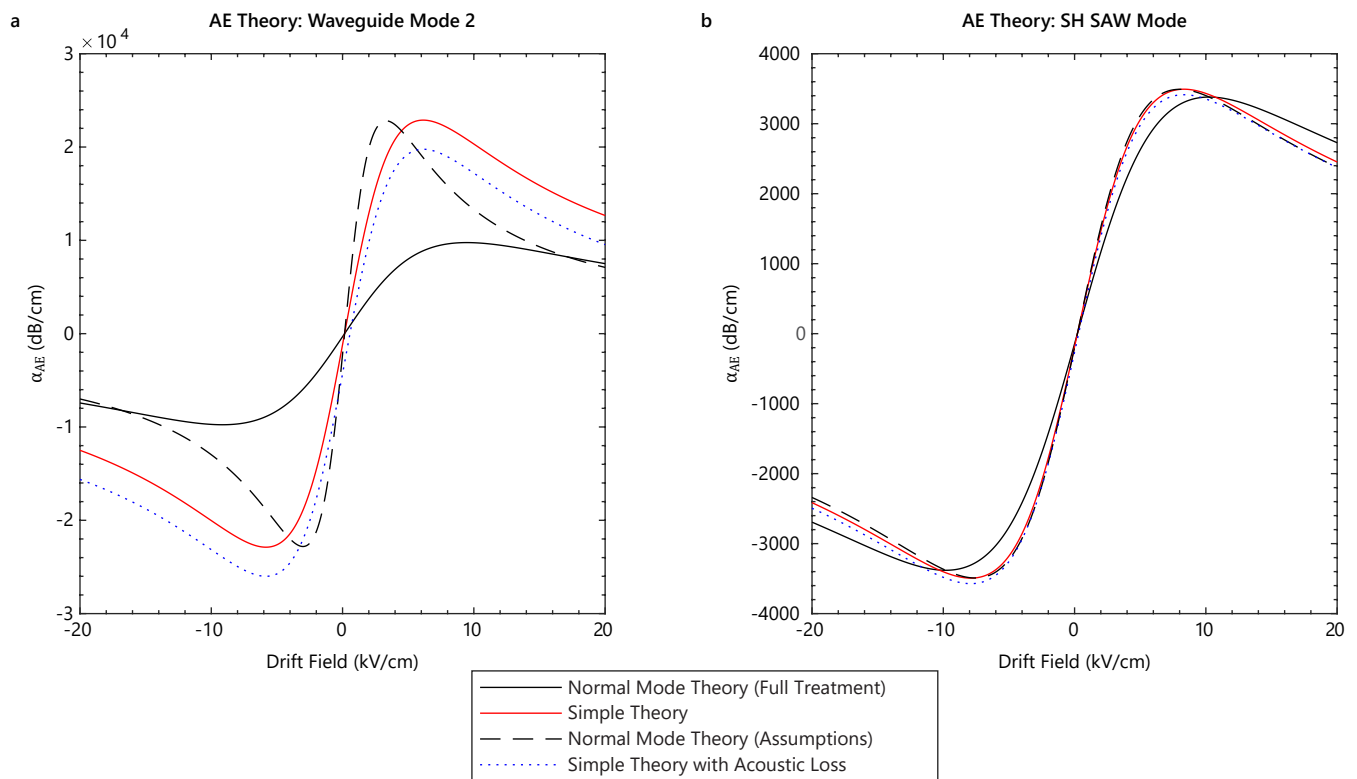 a
AE Theory: Waveguide Mode 2
× 10⁴
3
2
1
0
-1
-2
-3
α_AE (dB/cm)
-20 -10 0 10 20
Drift Field (kV/cm)
b
AE Theory: SH SAW Mode
4000
3000
2000
1000
0
-1000
-2000
-3000
-4000
α_AE (dB/cm)
-20 -10 0 10 20
Drift Field (kV/cm)
Normal Mode Theory (Full Treatment)
Simple Theory
Normal Mode Theory (Assumptions)
Simple Theory with Acoustic Loss